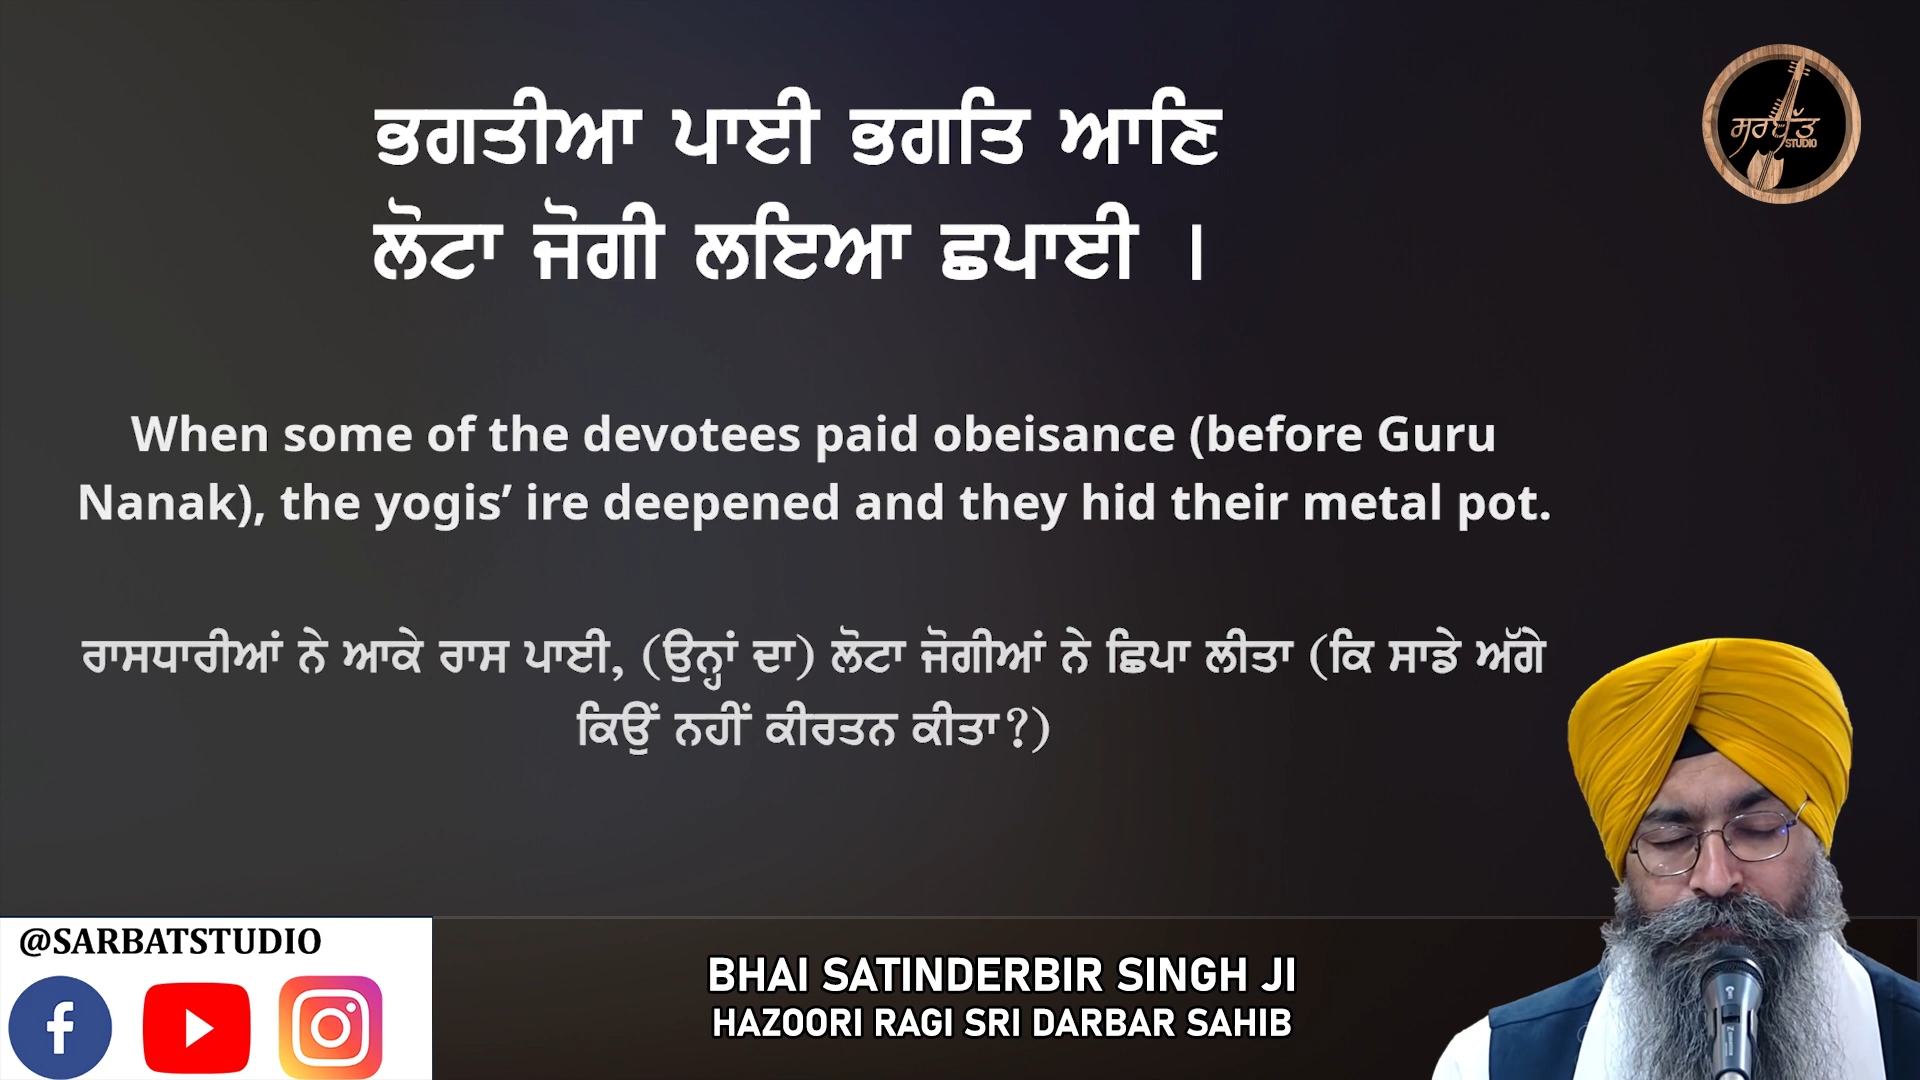 ਭਗਤੀਆ ਪਾਈ ਭਗਤਿ ਆਣਿ
ਲੋਟਾ ਜੋਗੀ ਲਇਆ ਛਪਾਈ ।
ਸਰਬੱਤ
STUDIO
When some of the devotees paid obeisance (before Guru
Nanak), the yogis’ ire deepened and they hid their metal pot.
ਰਾਸਧਾਰੀਆਂ ਨੇ ਆਕੇ ਰਾਸ ਪਾਈ, (ਉਨ੍ਹਾਂ ਦਾ) ਲੋਟਾ ਜੋਗੀਆਂ ਨੇ ਛਿਪਾ ਲੀਤਾ (ਕਿ ਸਾਡੇ ਅੱਗੇ
ਕਿਉਂ ਨਹੀਂ ਕੀਰਤਨ ਕੀਤਾ?)
@SARBATSTUDIO
BHAI SATINDERBIR SINGH JI
HAZOORI RAGI SRI DARBAR SAHIB